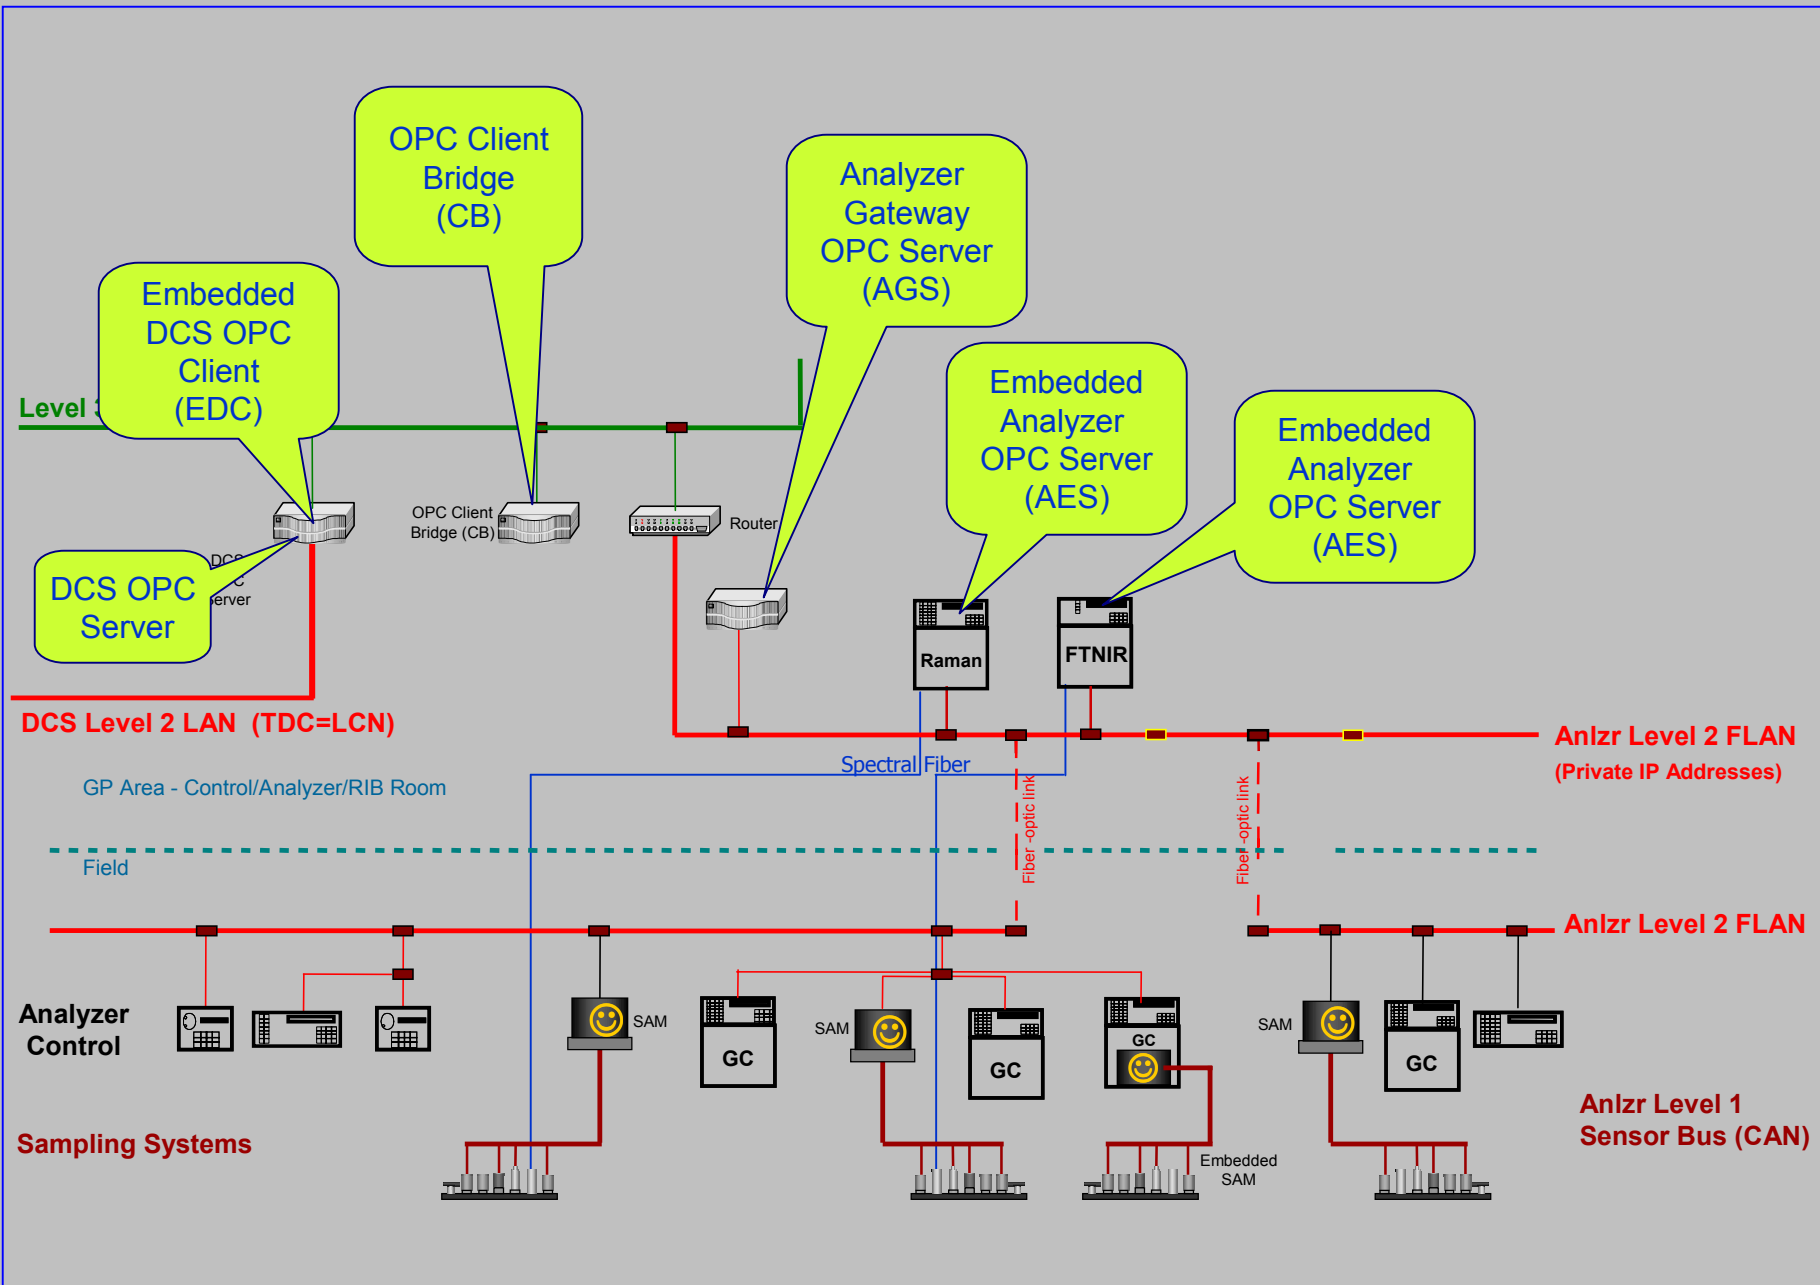 OPC Client
Bridge
(CB)
Analyzer
Gateway
OPC Server
(AGS)
Embedded
DCS OPC
Client
(EDC)
Embedded
Analyzer
OPC Server
(AES)
Embedded
Analyzer
OPC Server
(AES)
Level
OPC Client
Bridge (CB)
Router
DCS OPC
Server
DCS
Raman
FTNIR
DCS Level 2 LAN (TDC=LCN)
Anlzr Level 2 FLAN
(Private IP Addresses)
Spectral Fiber
GP Area - Control/Analyzer/RIB Room
Fiber -optic link
Fiber -optic link
Field
Anlzr Level 2 FLAN
Analyzer
Control
SAM
GC
SAM
GC
GC
SAM
GC
Anlzr Level 1
Sensor Bus (CAN)
Sampling Systems
Embedded
SAM